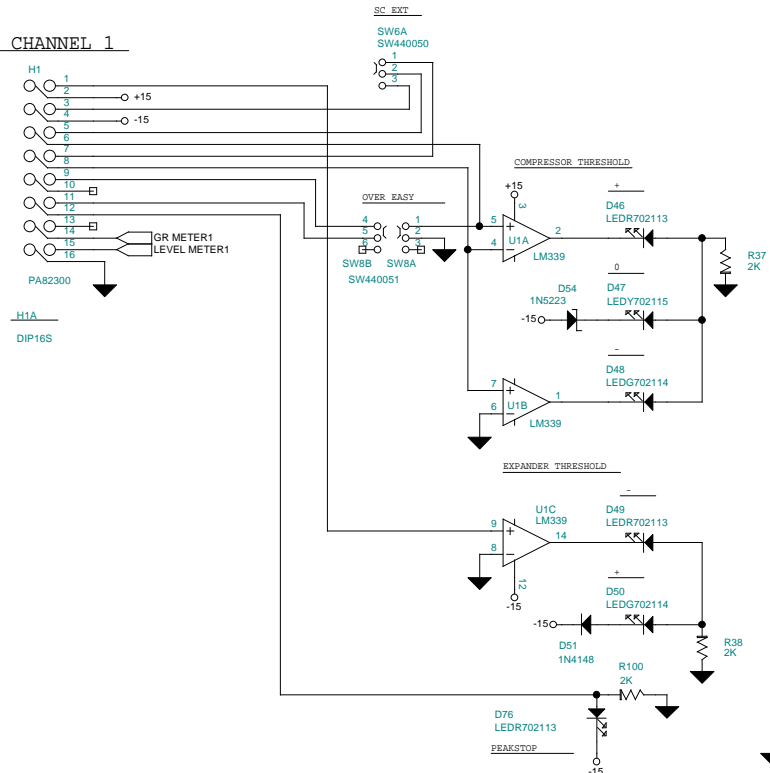 SC EXT
SW6A
SW440050
1
2
3
CHANNEL 1
H1
1
2
3
4
5
6
7
8
9
10
11
12
13
14
15
16
+15
-15
GR METER1
LEVEL METER1
PA82300
H1A
DIP16S
OVER EASY
4
5
6
1
2
3
SW8B
SW8A
SW440051
COMPRESSOR THRESHOLD
+15
3
5
+
4
−
U1A
2
LM339
+
D46
LEDR702113
R37
2K
0
D54
1N5223
D47
LEDY702115
-15
−
D48
LEDG702114
7
+
6
−
U1B
1
LM339
EXPANDER THRESHOLD
U1C
LM339
9
+
8
−
14
12
-15
−
D49
LEDR702113
+
D50
LEDG702114
-15
D51
1N4148
R38
2K
R100
2K
D76
LEDR702113
PEAKSTOP
-15